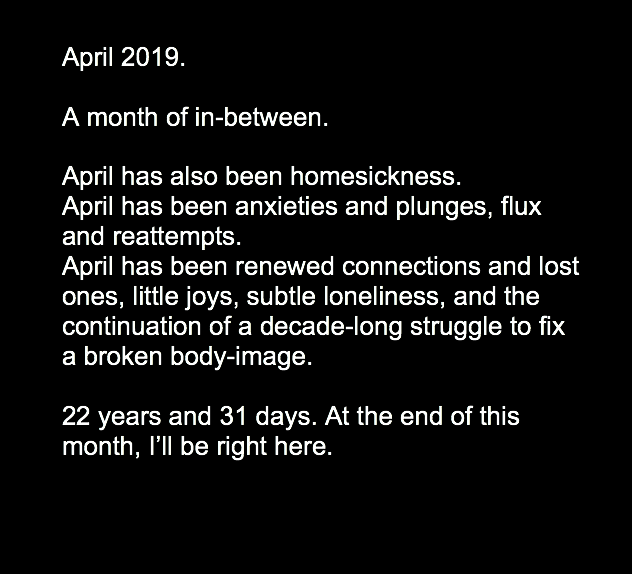 April 2019.
A month of in-between.
April has also been homesickness.
April has been anxieties and plunges, flux
and reattempts.
April has been renewed connections and lost
ones, little joys, subtle loneliness, and the
continuation of a decade-long struggle to fix
a broken body-image.
22 years and 31 days. At the end of this
month, I’ll be right here.